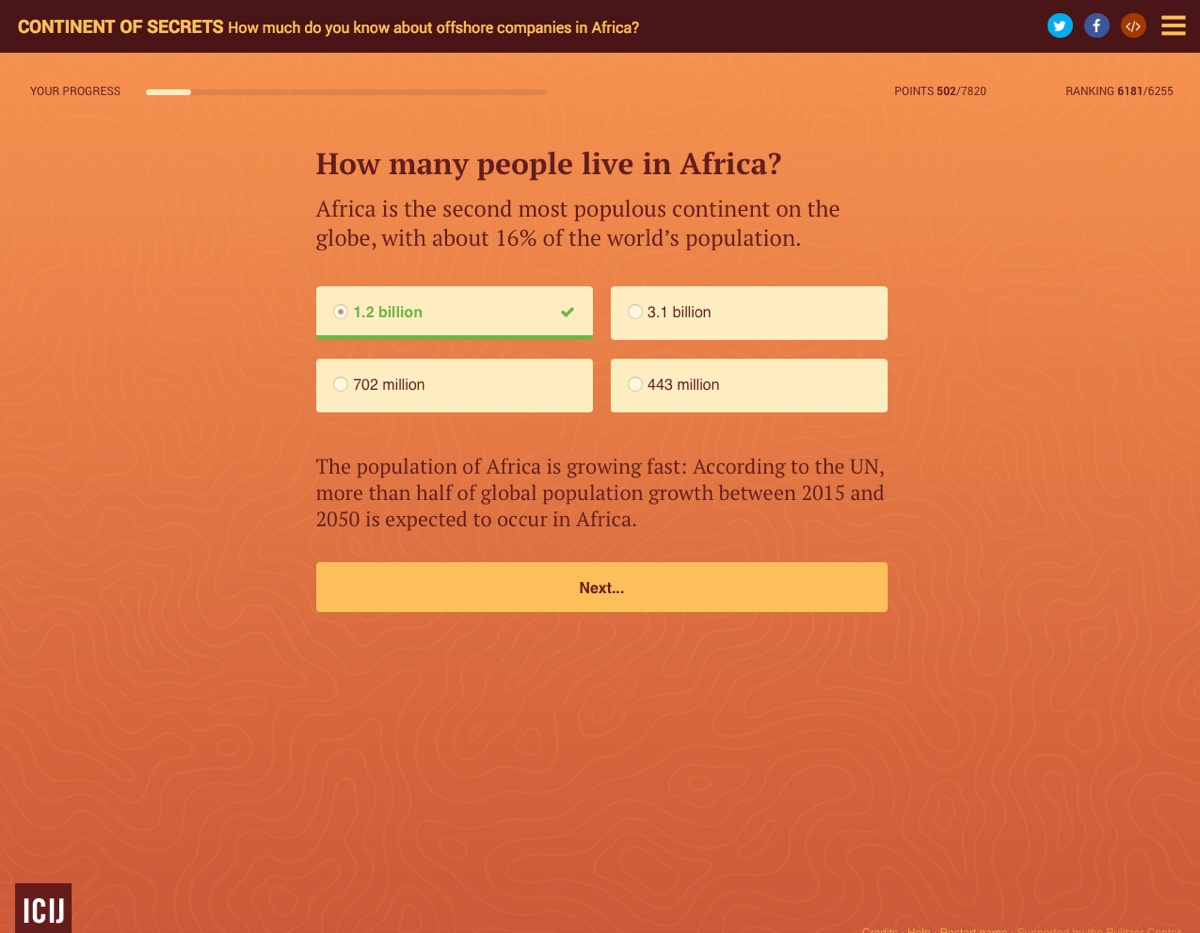 CONTINENT OF SECRETS How much do you know about offshore companies in Africa?
YOUR PROGRESS
POINTS 502/7820
RANKING 6181/6255
How many people live in Africa?
Africa is the second most populous continent on the
globe, with about 16% of the world’s population.
1.2 billion
3.1 billion
702 million
443 million
The population of Africa is growing fast: According to the UN,
more than half of global population growth between 2015 and
2050 is expected to occur in Africa.
Next...
ICIJ
Credits · Help · Restart game · Supported by the Pulitzer Center